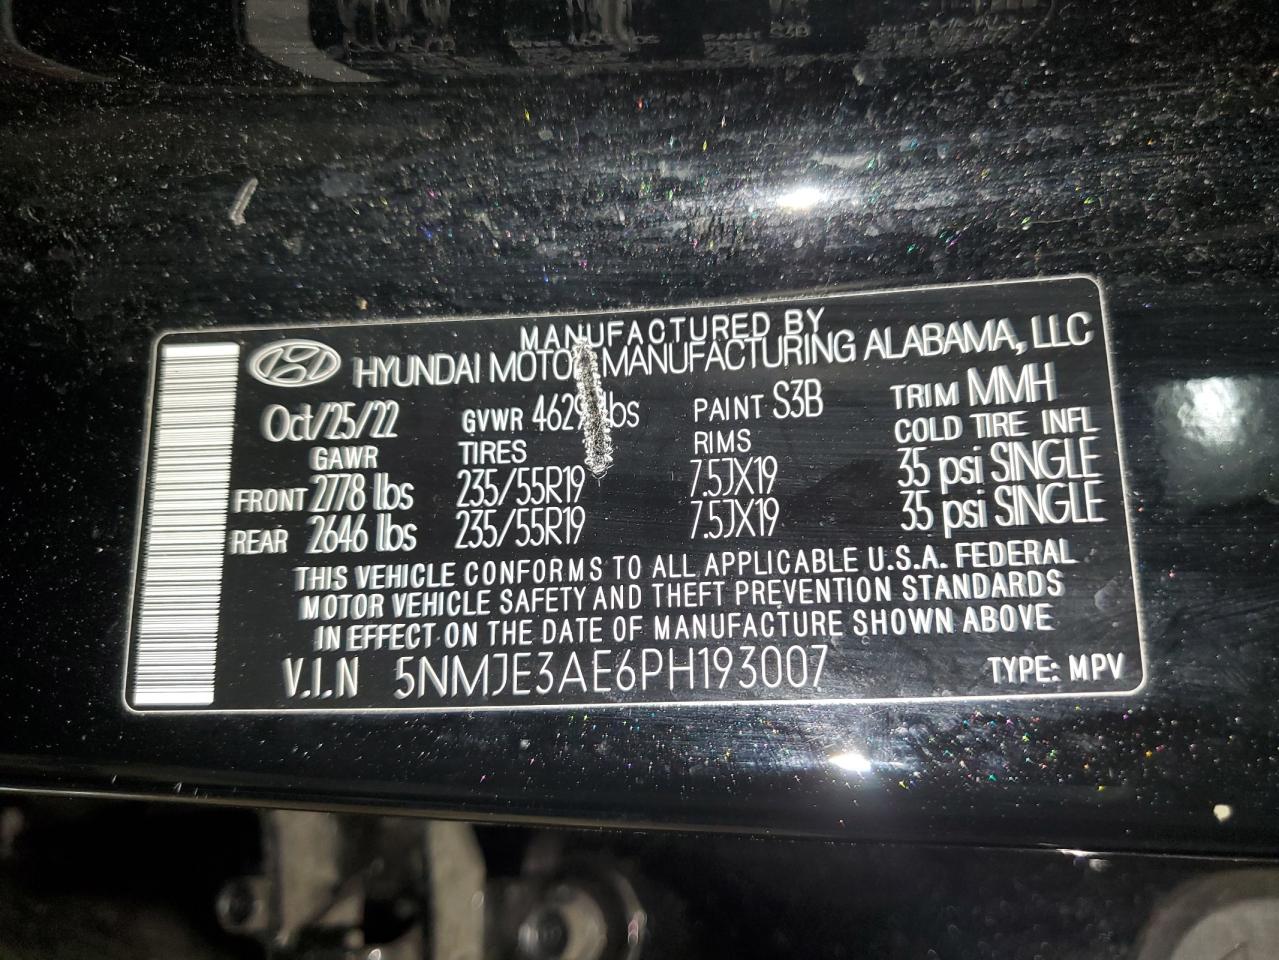 MANUFACTURED BY
HYUNDAI MOTOR MANUFACTURING ALABAMA, LLC
Oct/25/22 GVWR lbs PAINT S3B TRIM MMH
GAWR TIRES RIMS COLD TIRE INFL
FRONT 2778 lbs 235/55R19 7.5JX19 35 psi SINGLE
REAR 2646 lbs 235/55R19 7.5JX19 35 psi SINGLE
THIS VEHICLE CONFORMS TO ALL APPLICABLE U.S.A. FEDERAL
MOTOR VEHICLE SAFETY AND THEFT PREVENTION STANDARDS
IN EFFECT ON THE DATE OF MANUFACTURE SHOWN ABOVE
V.I.N 5NMJE3AE6PH193007 TYPE: MPV